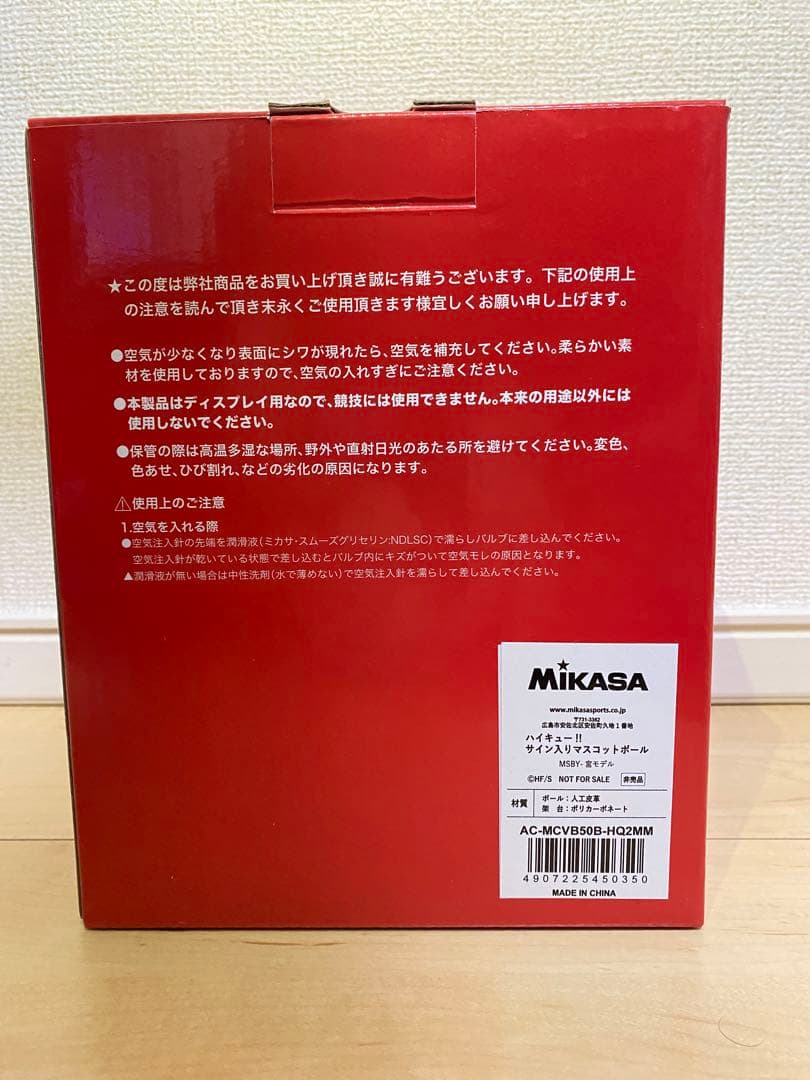 ★この度は弊社商品をお買い上げ頂き誠に有難うございます。下記の使用上
の注意を読んで頂き末永くご使用頂きます様宜しくお願い申し上げます。
●空気が少なくなり表面にシワが現れたら、空気を補充してください。柔らかい素
材を使用しておりますので、空気の入れすぎにご注意ください。
●本製品はディスプレイ用なので、競技には使用できません。本来の用途以外には
使用しないでください。
●保管の際は高温多湿な場所、野外や直射日光のあたる所を避けてください。変色、
色あせ、ひび割れ、などの劣化の原因になります。
⚠使用上のご注意
1.空気を入れる際
●空気注入針の先端を潤滑液(ミカサ・スムーズグリセリン:NDLSC)で濡らしバルブに差し込んでください。
空気注入針が乾いている状態で差し込むとバルブ内にキズがついて空気モレの原因となります。
▲潤滑液が無い場合は中性洗剤(水で薄めない)で空気注入針を濡らして差し込んでください。
MiKASA
www.mikasasports.co.jp
〒731-3362
広島市安佐北区安佐町久地1番地
ハイキュー!!
サイン入りマスコットボール
MSBY-宮モデル
©HF/S NOT FOR SALE 非売品
材質 ボール:人工皮革
架 台:ポリカーボネート
AC-MCVB50B-HQ2MM
4907225450350
MADE IN CHINA